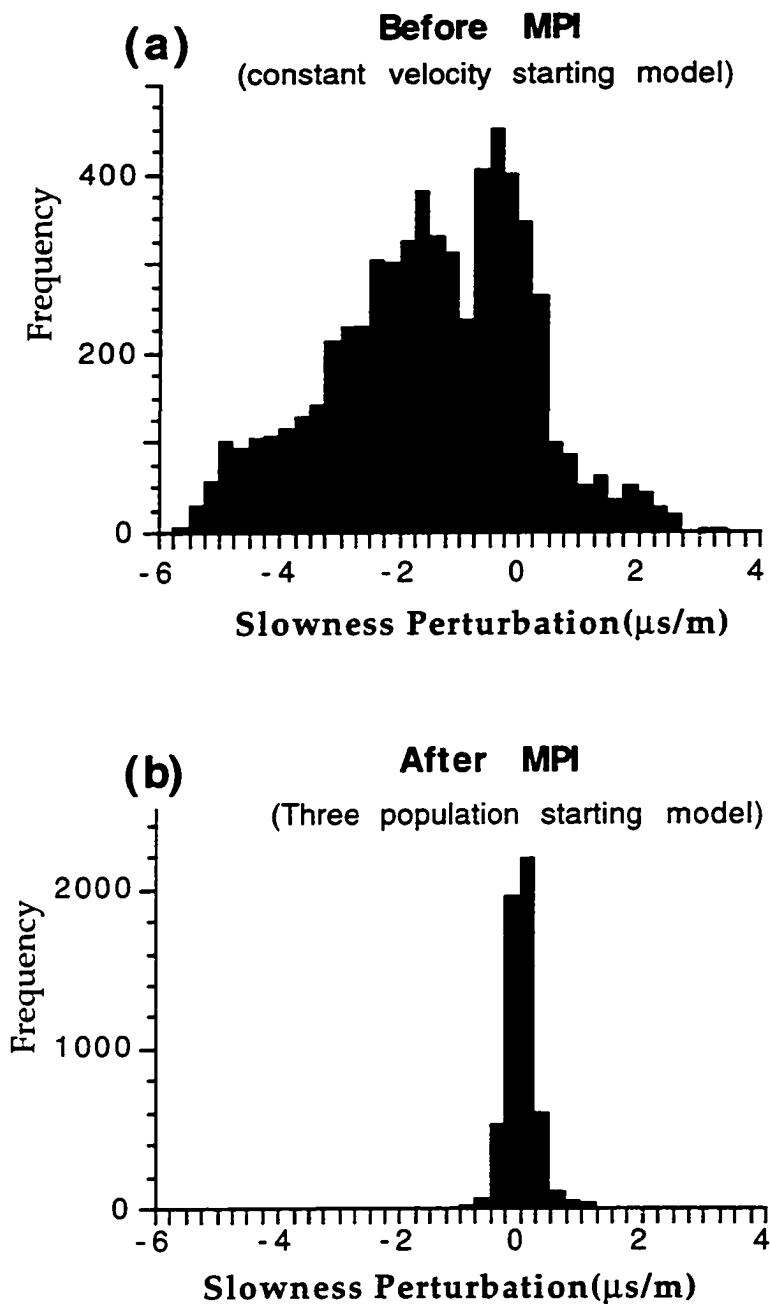 (a)
Before MPI
(constant velocity starting model)
Frequency
400
200
0
-6 -4 -2 0 2 4
Slowness Perturbation(μs/m)
(b)
After MPI
(Three population starting model)
Frequency
2000
1000
0
-6 -4 -2 0 2 4
Slowness Perturbation(μs/m)